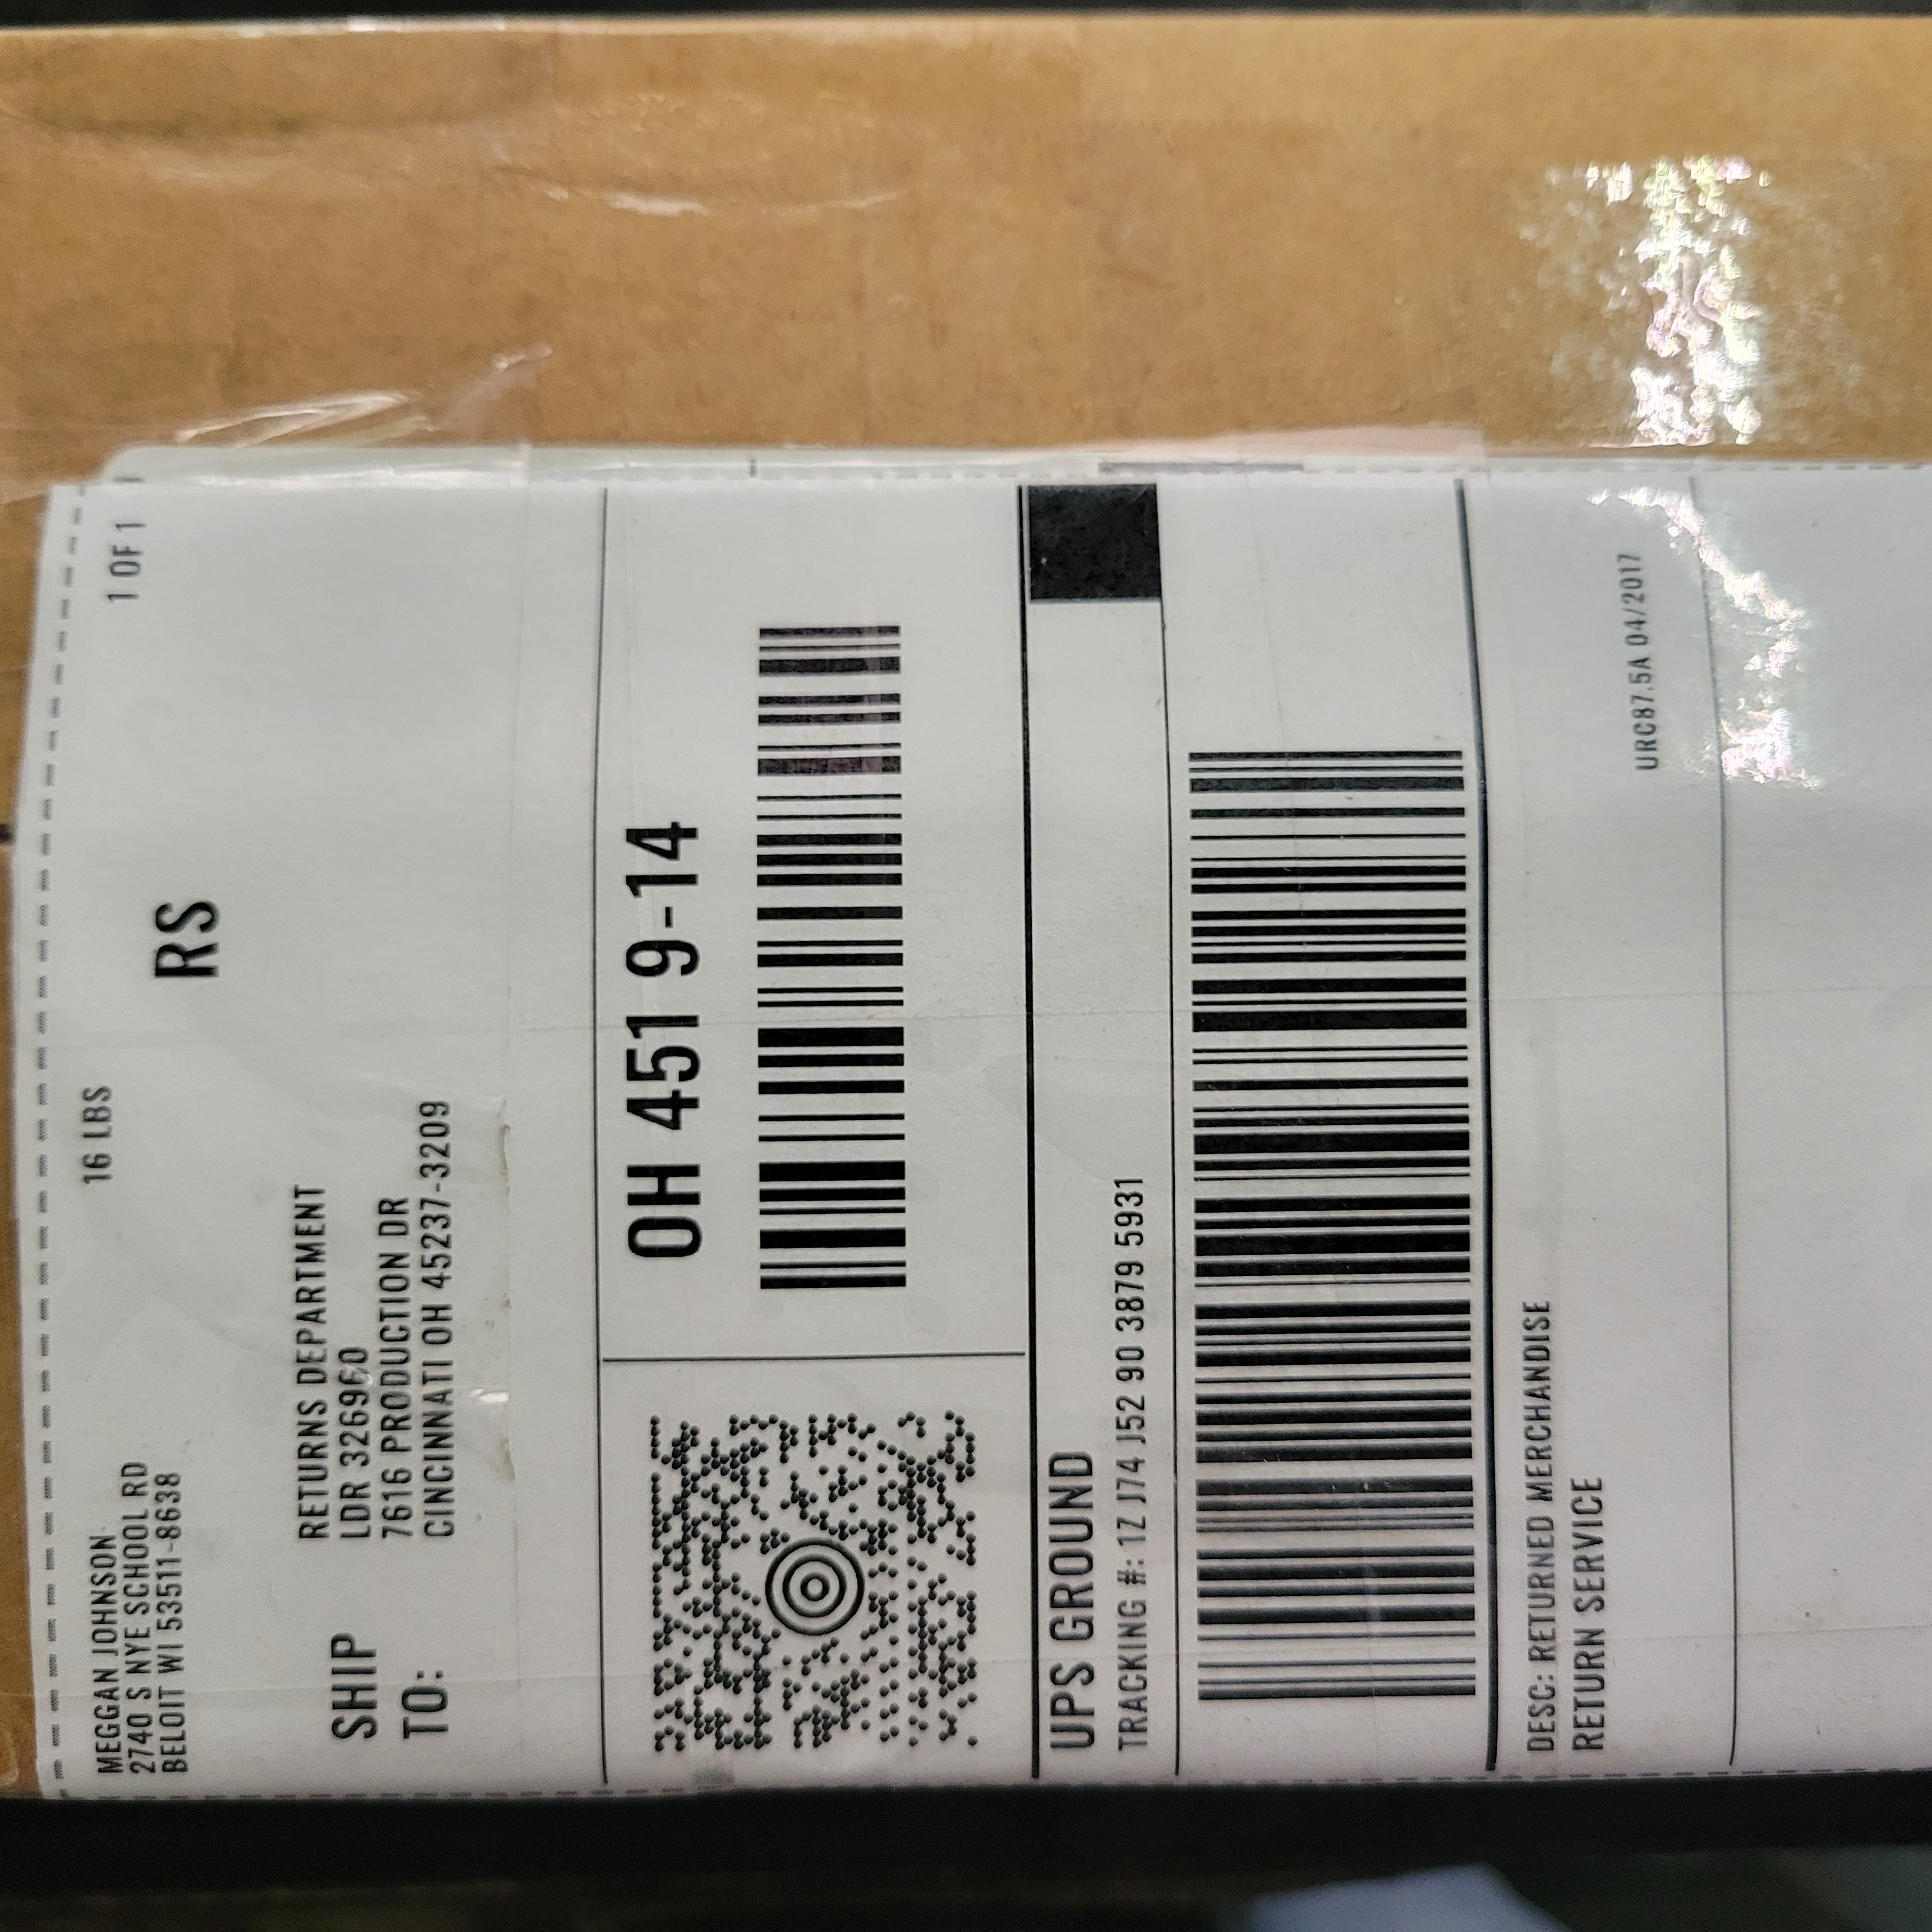 MEGGAN JOHNSON
2740 S NYE SCHOOL RD
BELOIT WI 53511-8638
16 LBS
1 OF 1
RS
SHIP
TO:
RETURNS DEPARTMENT
LDR 326960
7616 PRODUCTION DR
CINCINNATI OH 45237-3209
OH 451 9-14
UPS GROUND
TRACKING #: 1Z J74 J52 90 3879 5931
DESC: RETURNED MERCHANDISE
RETURN SERVICE
URC87.5A 04/2017